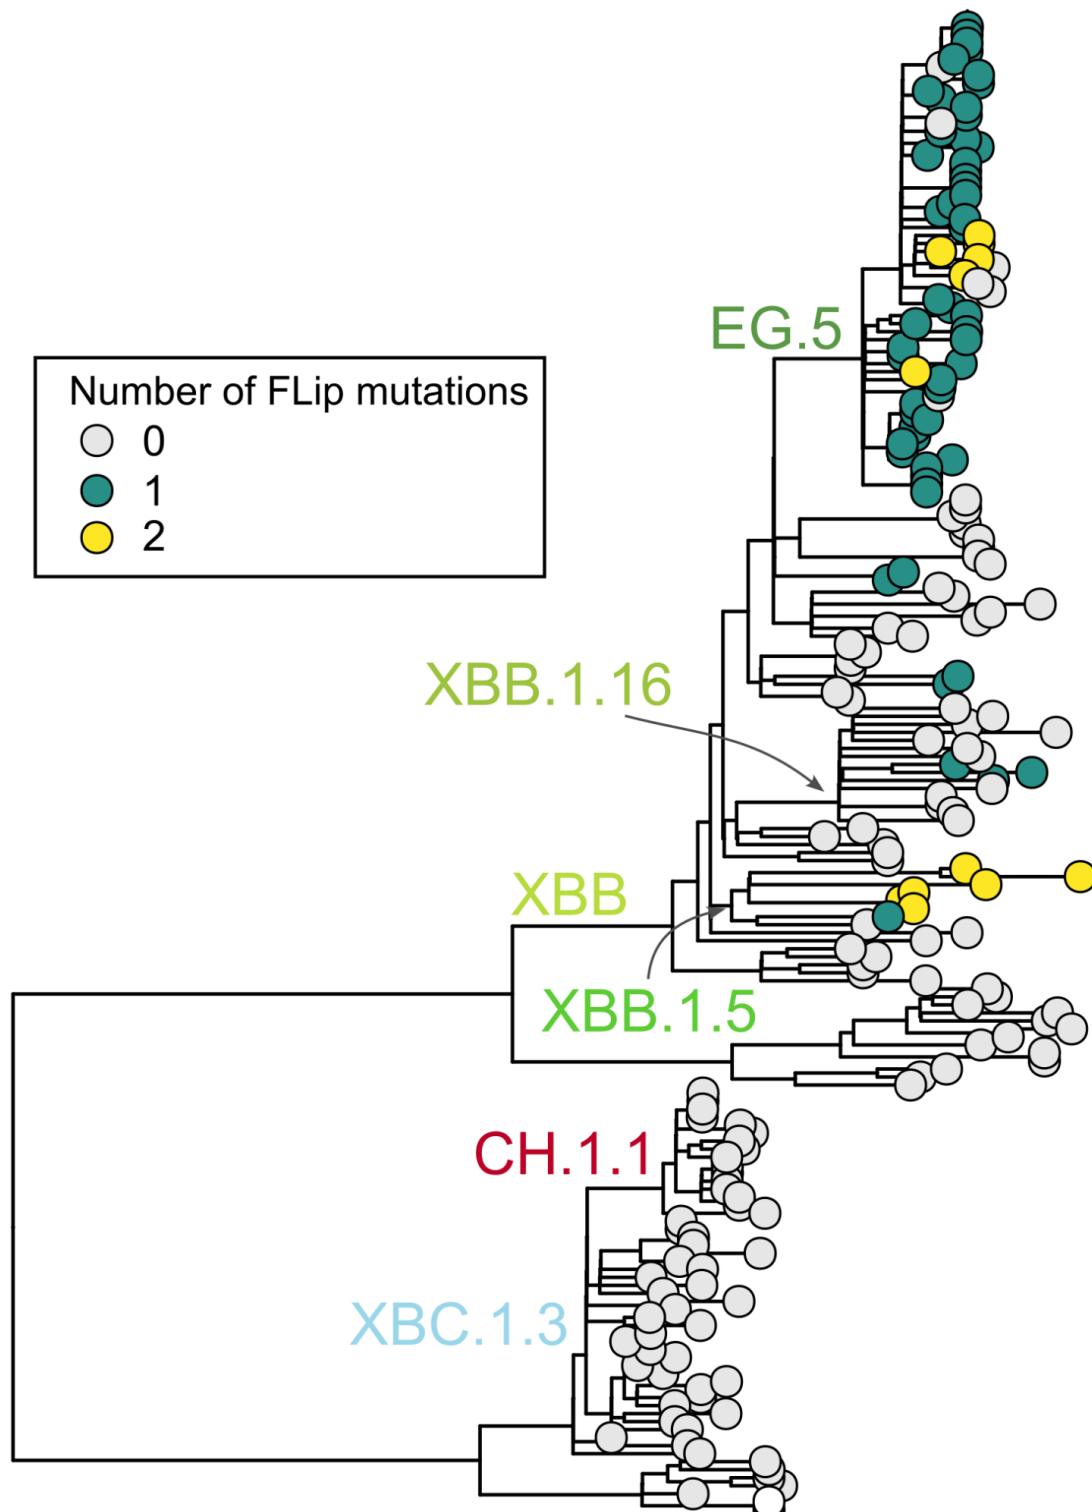 EG.5
Number of FLip mutations
0
1
2
XBB.1.16
XBB
XBB.1.5
CH.1.1
XBC.1.3